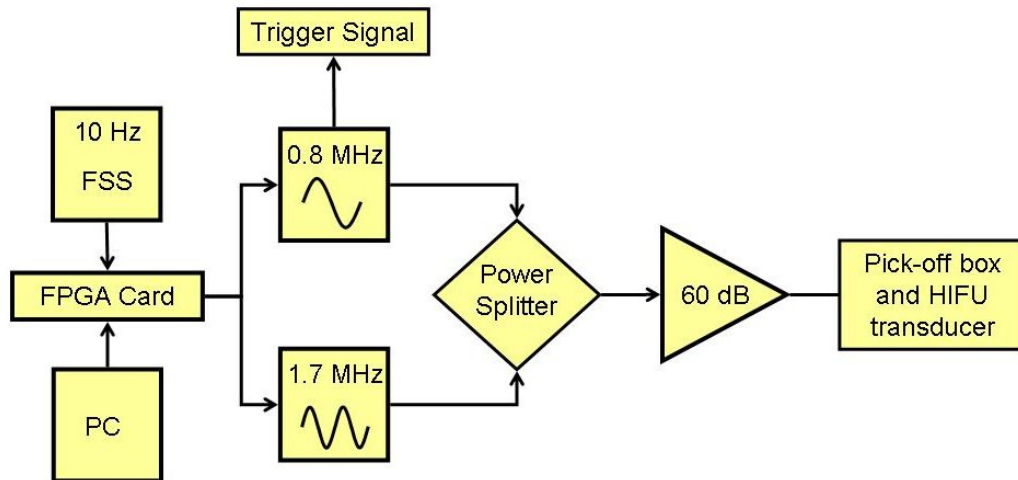 Trigger Signal
10 Hz
FSS
0.8 MHz
FPGA Card
Power
Splitter
60 dB
Pick-off box
and HIFU
transducer
1.7 MHz
PC